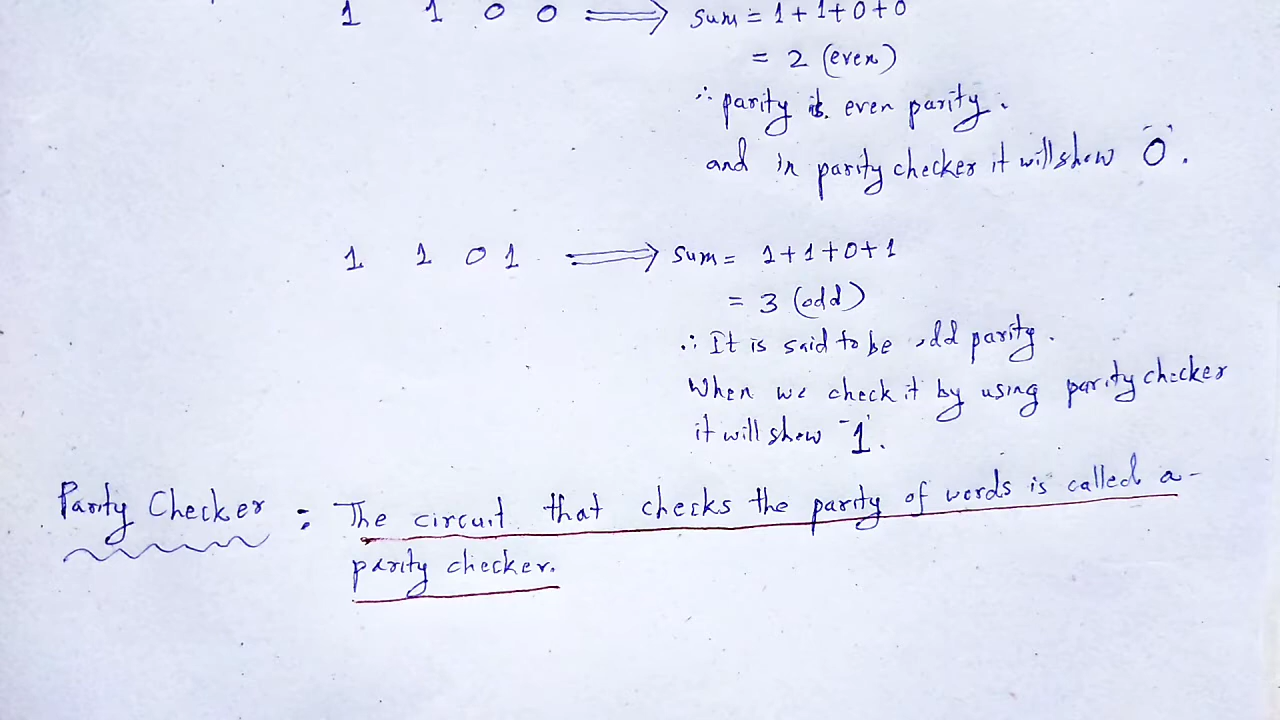 1 1 0 0 ⟹ sum = 1+1+0+0
= 2 (even)
∴ parity is even parity.
and in parity checker it will show "0".
1 1 0 1 ⟹ sum = 1+1+0+1
= 3 (odd)
∴ It is said to be odd parity.
When we check it by using parity checker
it will show "1".
Parity Checker : The circuit that checks the parity of words is called a-
parity checker.